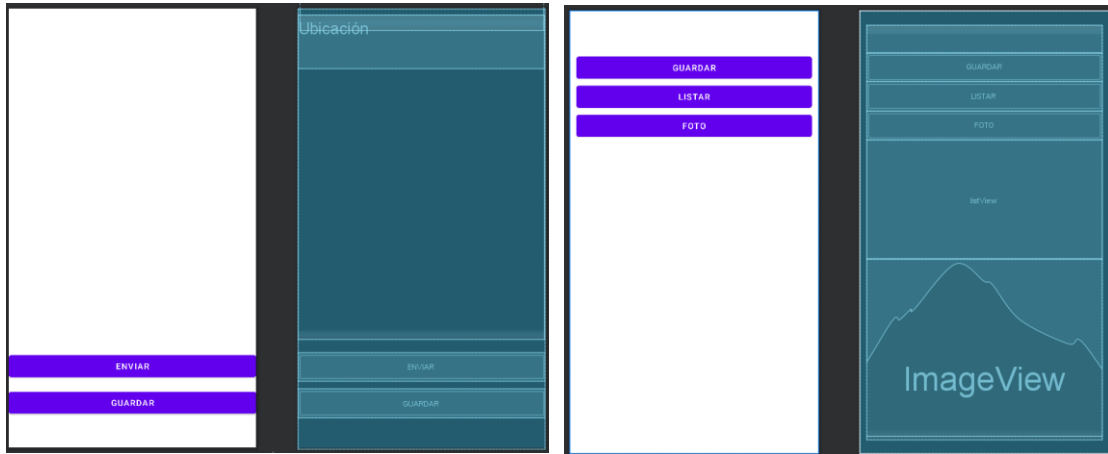 Ubicación
ENVIAR
GUARDAR
ENVIAR
GUARDAR
GUARDAR
LISTAR
FOTO
GUARDAR
LISTAR
FOTO
listView
ImageView